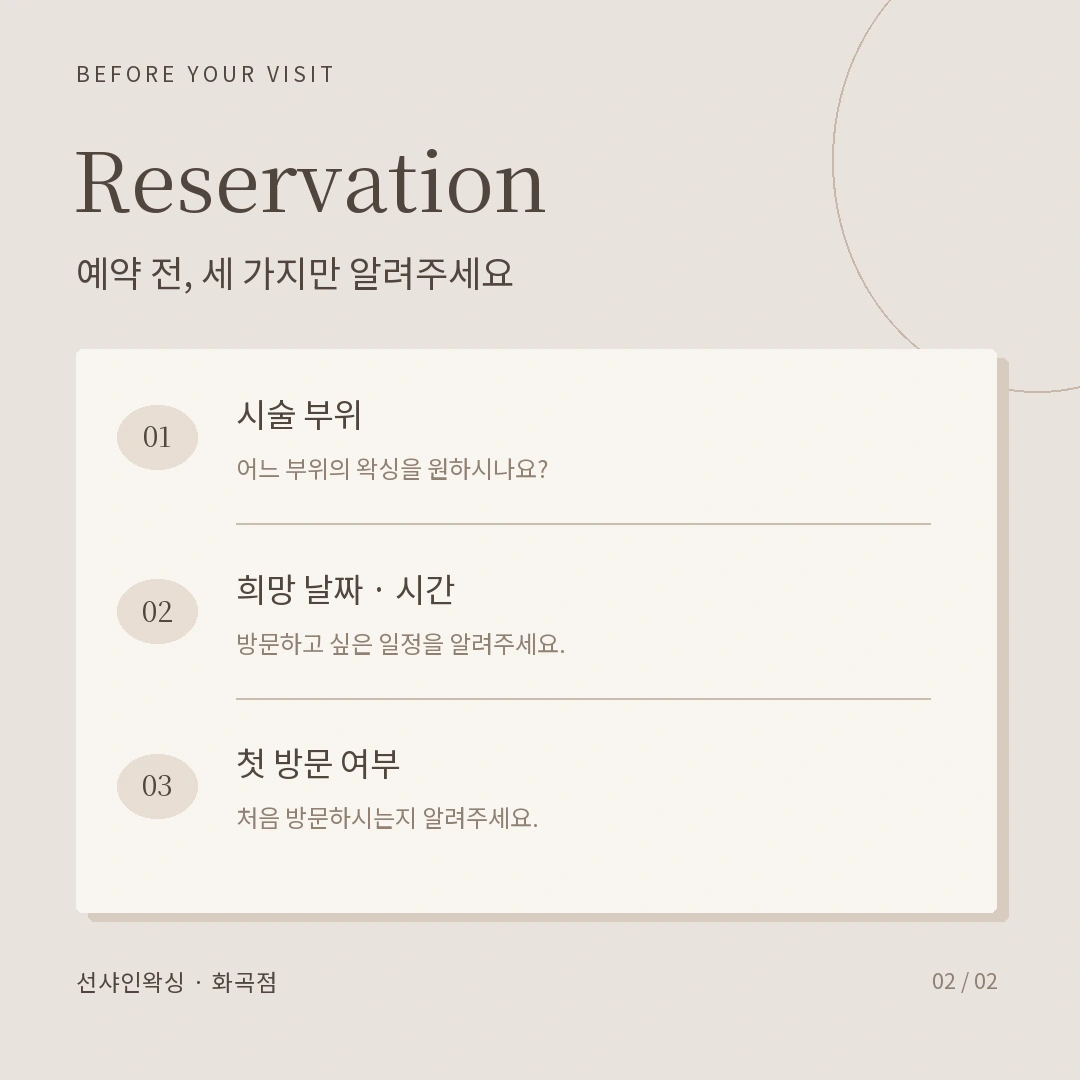 BEFORE YOUR VISIT
Reservation
예약 전, 세 가지만 알려주세요
01
시술 부위
어느 부위의 왁싱을 원하시나요?
02
희망 날짜 · 시간
방문하고 싶은 일정을 알려주세요.
03
첫 방문 여부
처음 방문하시는지 알려주세요.
선샤인왁싱 · 화곡점
02 / 02